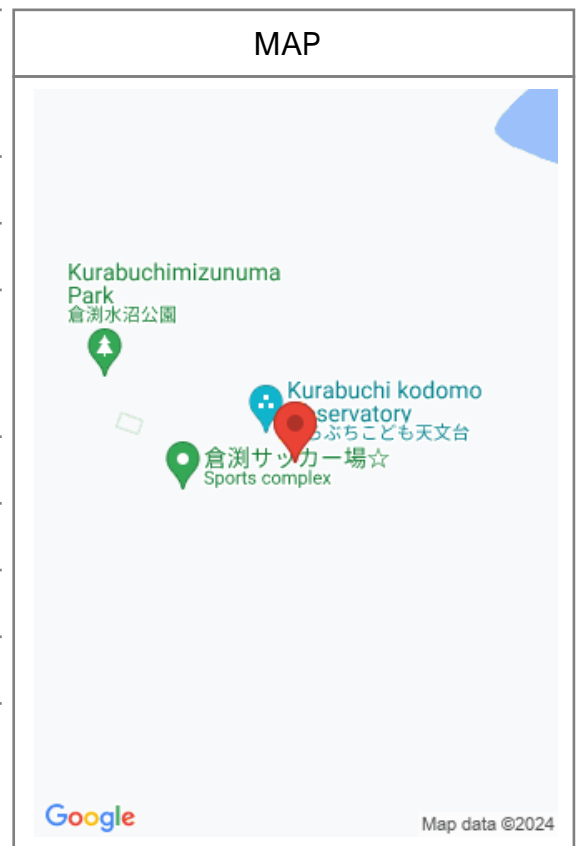 MAP
Kurabuchimizunuma
Park
倉渕水沼公園
Kurabuchi kodomo
servatory
ぶちこども天文台
倉渕サッカー場☆
Sports complex
Google
Map data ©2024